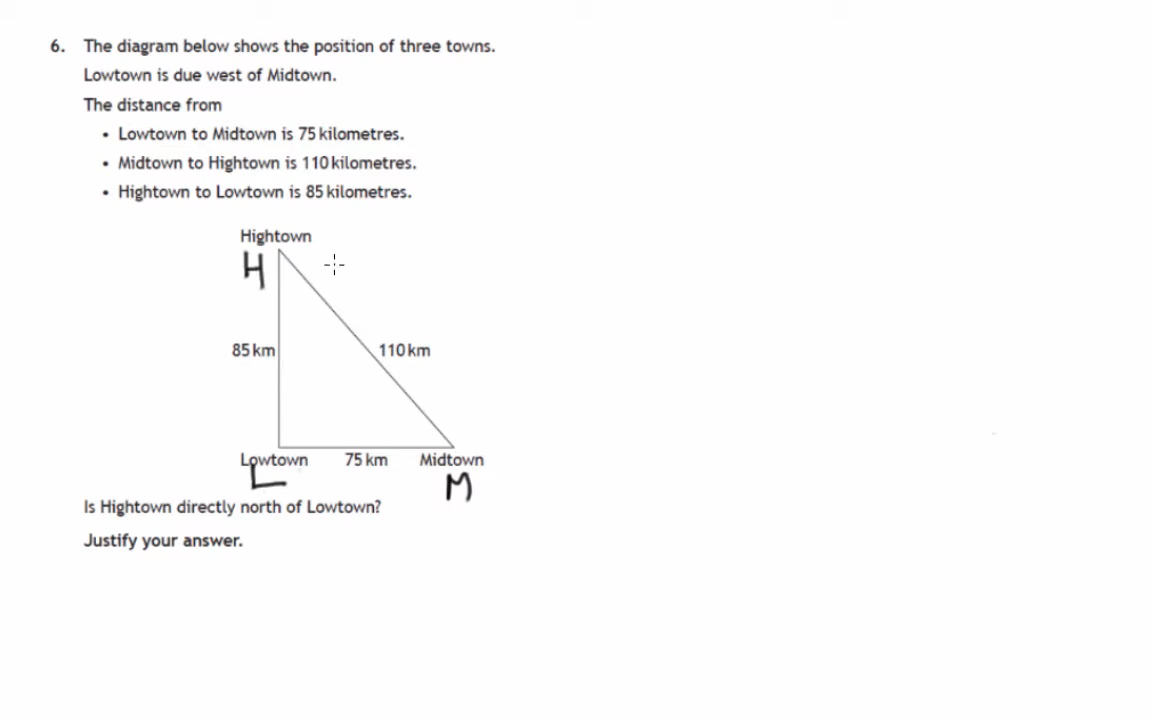 6. The diagram below shows the position of three towns.
Lowtown is due west of Midtown.
The distance from
• Lowtown to Midtown is 75 kilometres.
• Midtown to Hightown is 110 kilometres.
• Hightown to Lowtown is 85 kilometres.
Hightown
H
85 km
110 km
Lowtown
75 km
Midtown
L
M
Is Hightown directly north of Lowtown?
Justify your answer.